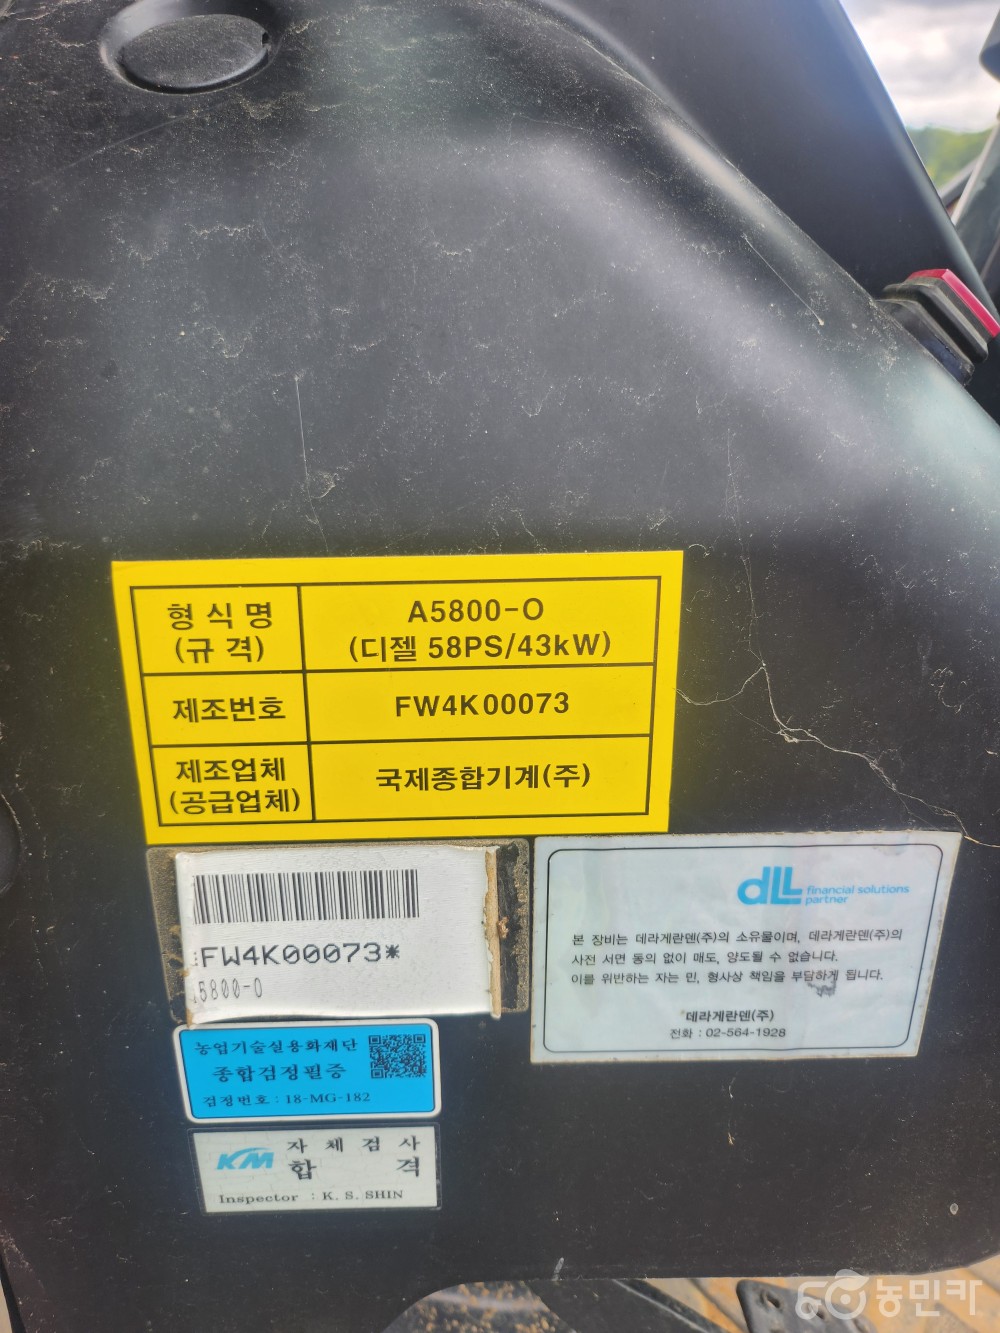 형식명
(규격)
A5800-O
(디젤 58PS/43kW)
제조번호
FW4K00073
제조업체
(공급업체)
국제종합기계(주)
FW4K00073*
5800-O
dLL financial solutions
partner
본 장비는 데라게란덴(주)의 소유물이며, 데라게란덴(주)의
사전 서면 동의 없이 매도, 양도될 수 없습니다.
이를 위반하는 자는 민, 형사상 책임을 부담하게 됩니다.
데라게란덴(주)
전화 : 02-564-1928
농업기술실용화재단
종합검정필증
검정번호 : 18-MG-182
KM 자체검사
합격
Inspector : K. S. SHIN
농민카